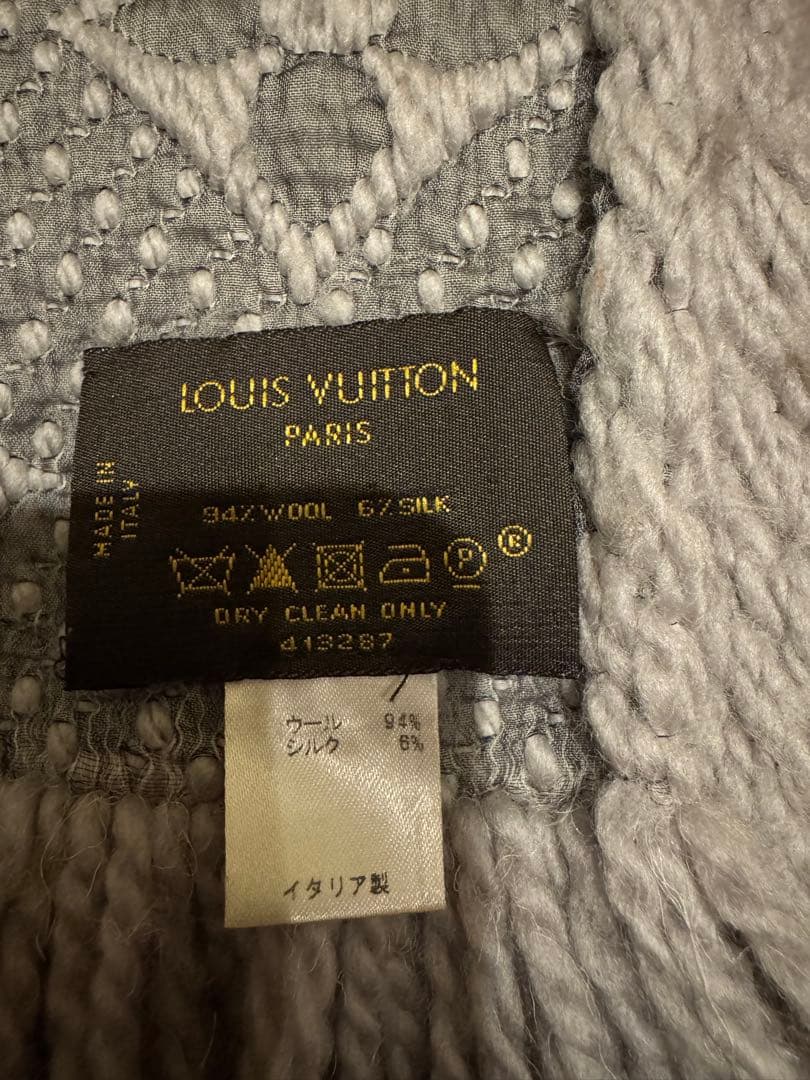 LOUIS VUITTON
PARIS
MADE IN
ITALY
94% WOOL 6% SILK
P ®
DRY CLEAN ONLY
413287
ウール 94%
シルク 6%
イタリア製